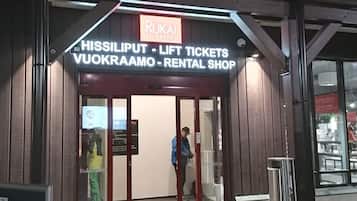 RUKA!
HISSILIPUT - LIFT TICKETS
VUOKRAAMO - RENTAL SHOP